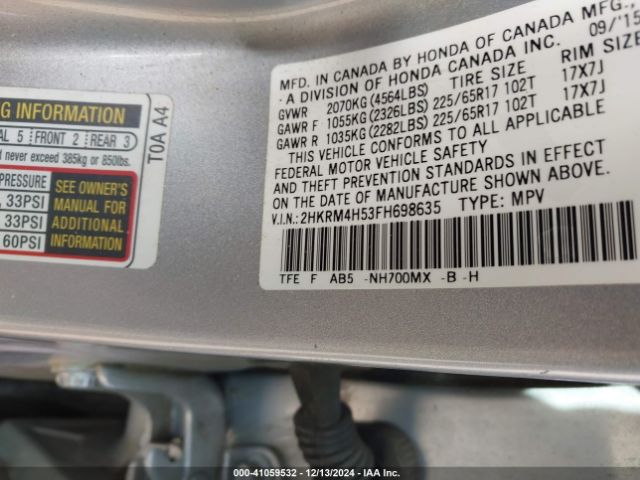 NG INFORMATION
AL 5 FRONT 2 REAR 3
d never exceed 385kg or 850lbs.
PRESSURE
, 33PSI
33PSI
60PSI
SEE OWNER'S
MANUAL FOR
ADDITIONAL
INFORMATION
T0A A4
MFD. IN CANADA BY HONDA OF CANADA MFG.,
A DIVISION OF HONDA CANADA INC. 09/'15
GVWR 2070KG(4564LBS) TIRE SIZE RIM SIZE
GAWR F 1055KG(2326LBS) 225/65R17 102T 17X7J
GAWR R 1035KG(2282LBS) 225/65R17 102T 17X7J
THIS VEHICLE CONFORMS TO ALL APPLICABLE
FEDERAL MOTOR VEHICLE SAFETY
AND THEFT PREVENTION STANDARDS IN EFFECT
ON THE DATE OF MANUFACTURE SHOWN ABOVE.
V.I.N.: 2HKRM4H53FH698635 TYPE: MPV
TFE F AB5 -NH700MX -B -H
000-41059532 - 12/13/2024 - IAA Inc.